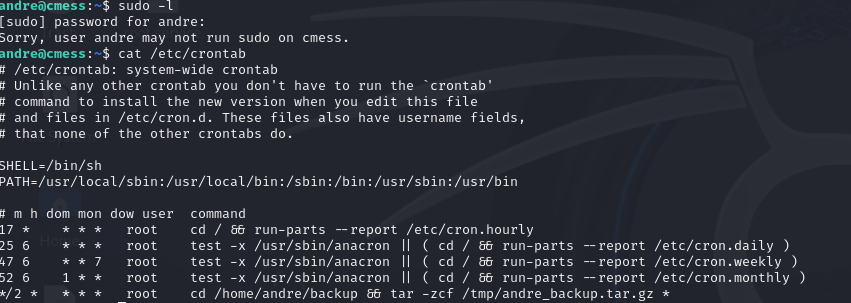 andre@cmess:~$ sudo -l
[sudo] password for andre:
Sorry, user andre may not run sudo on cmess.
andre@cmess:~$ cat /etc/crontab
# /etc/crontab: system-wide crontab
# Unlike any other crontab you don't have to run the `crontab'
# command to install the new version when you edit this file
# and files in /etc/cron.d. These files also have username fields,
# that none of the other crontabs do.

SHELL=/bin/sh
PATH=/usr/local/sbin:/usr/local/bin:/sbin:/bin:/usr/sbin:/usr/bin

# m h dom mon dow user  command
17 *    * * *   root    cd / && run-parts --report /etc/cron.hourly
25 6    * * *   root    test -x /usr/sbin/anacron || ( cd / && run-parts --report /etc/cron.daily )
47 6    * * 7   root    test -x /usr/sbin/anacron || ( cd / && run-parts --report /etc/cron.weekly )
52 6    1 * *   root    test -x /usr/sbin/anacron || ( cd / && run-parts --report /etc/cron.monthly )
*/2 *   * * *   root    cd /home/andre/backup && tar -zcf /tmp/andre_backup.tar.gz *